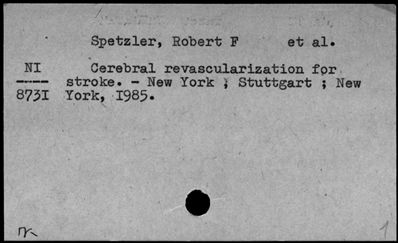 Spetzler, Robert F et al.
NI Cerebral revascularization for
stroke. - New York ; Stuttgart ; New
873I York, I985.